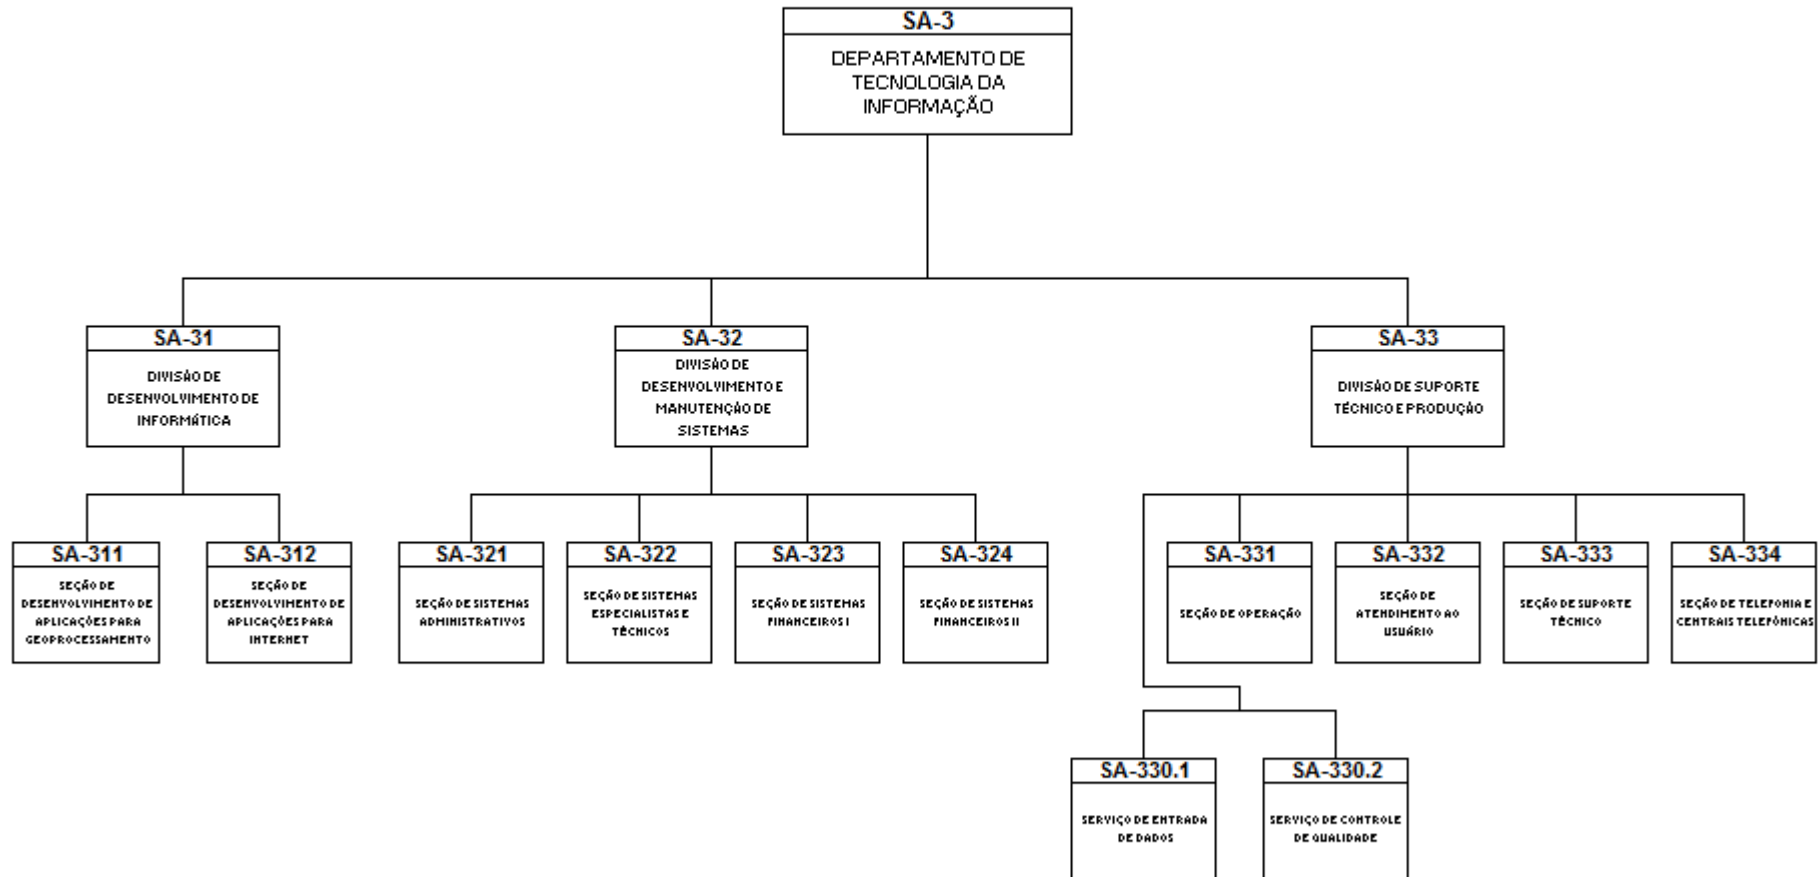 SA-3
DEPARTAMENTO DE
TECNOLOGIA DA
INFORMAÇÃO
SA-31
DIVISÃO DE
DESENVOLVIMENTO DE
INFORMÁTICA
SA-32
DIVISÃO DE
DESENVOLVIMENTO E
MANUTENÇÃO DE
SISTEMAS
SA-33
DIVISÃO DE SUPORTE
TÉCNICO E PRODUÇÃO
SA-311
SEÇÃO DE
DESENVOLVIMENTO DE
APLICAÇÕES PARA
GEOPROCESSAMENTO
SA-312
SEÇÃO DE
DESENVOLVIMENTO DE
APLICAÇÕES PARA
INTERNET
SA-321
SEÇÃO DE SISTEMAS
ADMINISTRATIVOS
SA-322
SEÇÃO DE SISTEMAS
ESPECIALISTAS E
TÉCNICOS
SA-323
SEÇÃO DE SISTEMAS
FINANCEIROS I
SA-324
SEÇÃO DE SISTEMAS
FINANCEIROS II
SA-331
SEÇÃO DE OPERAÇÃO
SA-332
SEÇÃO DE
ATENDIMENTO AO
USUÁRIO
SA-333
SEÇÃO DE SUPORTE
TÉCNICO
SA-334
SEÇÃO DE TELEFONIA E
CENTRAIS TELEFÔNICAS
SA-330.1
SERVIÇO DE ENTRADA
DE DADOS
SA-330.2
SERVIÇO DE CONTROLE
DE QUALIDADE